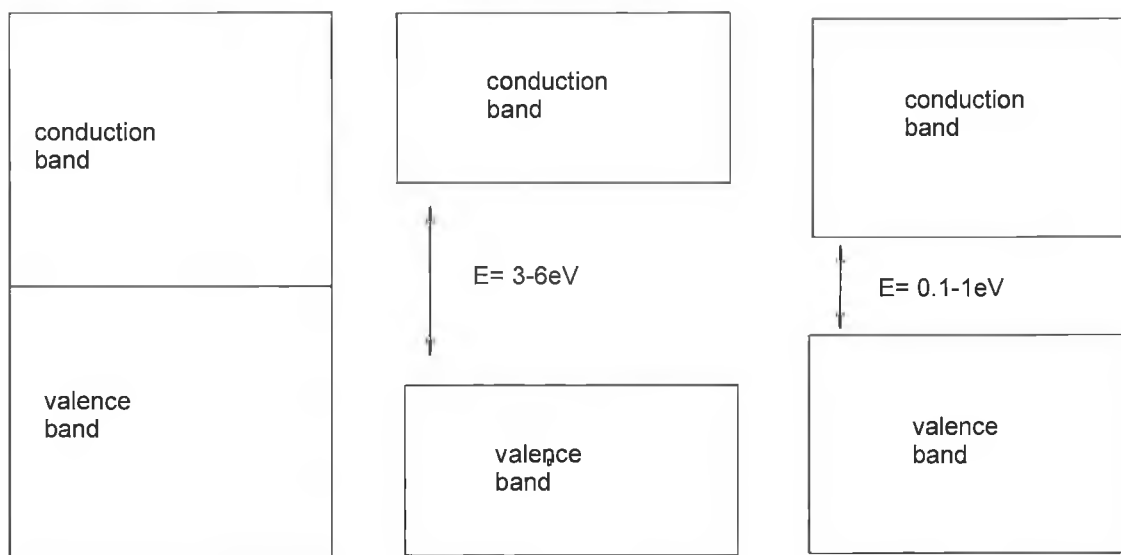 conduction
band
valence
band
conduction
band
E= 3-6eV
valence
band
conduction
band
E= 0.1-1eV
valence
band